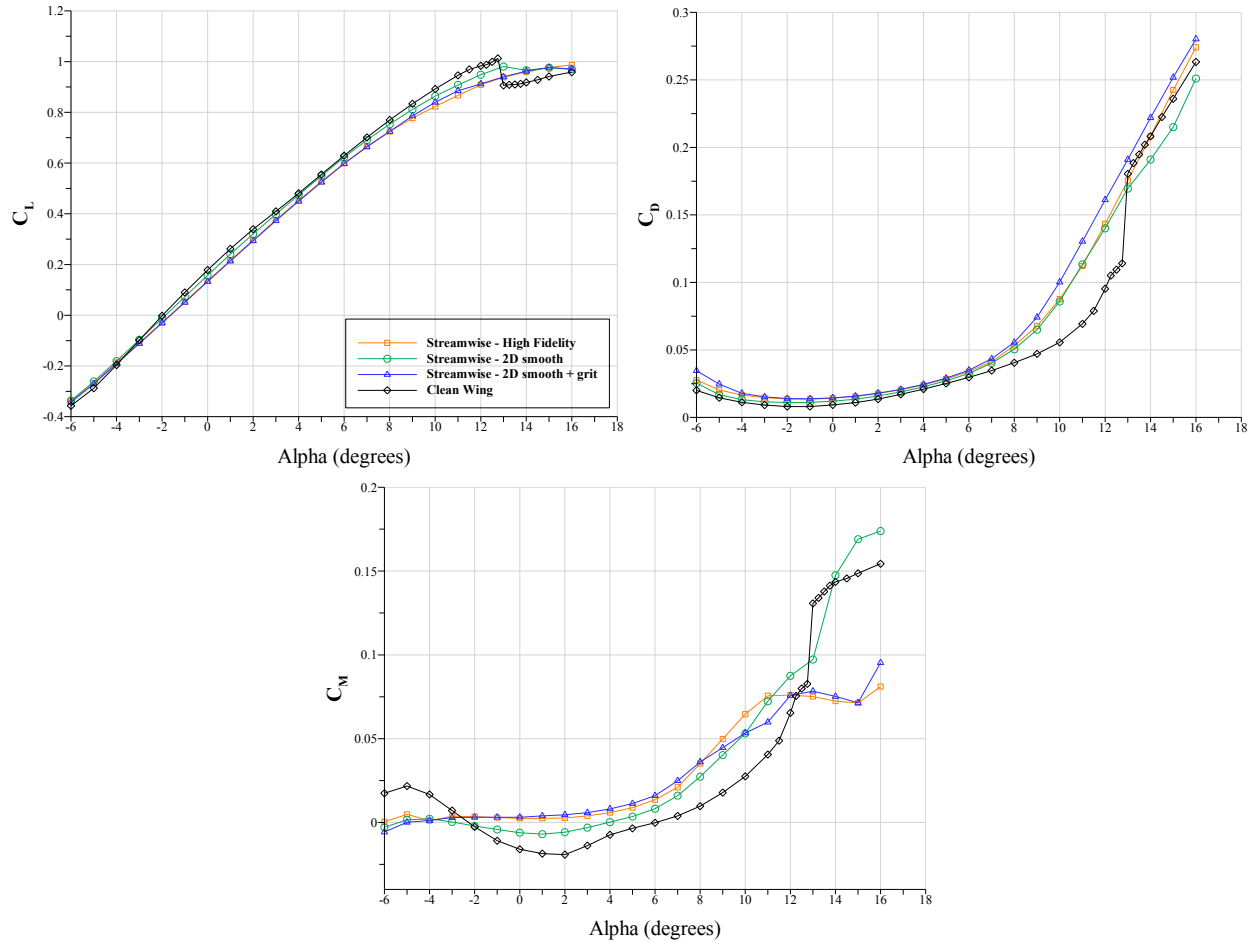 1.2
1
0.8
0.6
0.4
0.2
0
-0.2
-0.4
C_L
-6 -4 -2 0 2 4 6 8 10 12 14 16 18
Alpha (degrees)
Streamwise - High Fidelity
Streamwise - 2D smooth
Streamwise - 2D smooth + grit
Clean Wing
0.3
0.25
0.2
0.15
0.1
0.05
0
C_D
-6 -4 -2 0 2 4 6 8 10 12 14 16 18
Alpha (degrees)
0.2
0.15
0.1
0.05
0
C_M
-6 -4 -2 0 2 4 6 8 10 12 14 16 18
Alpha (degrees)